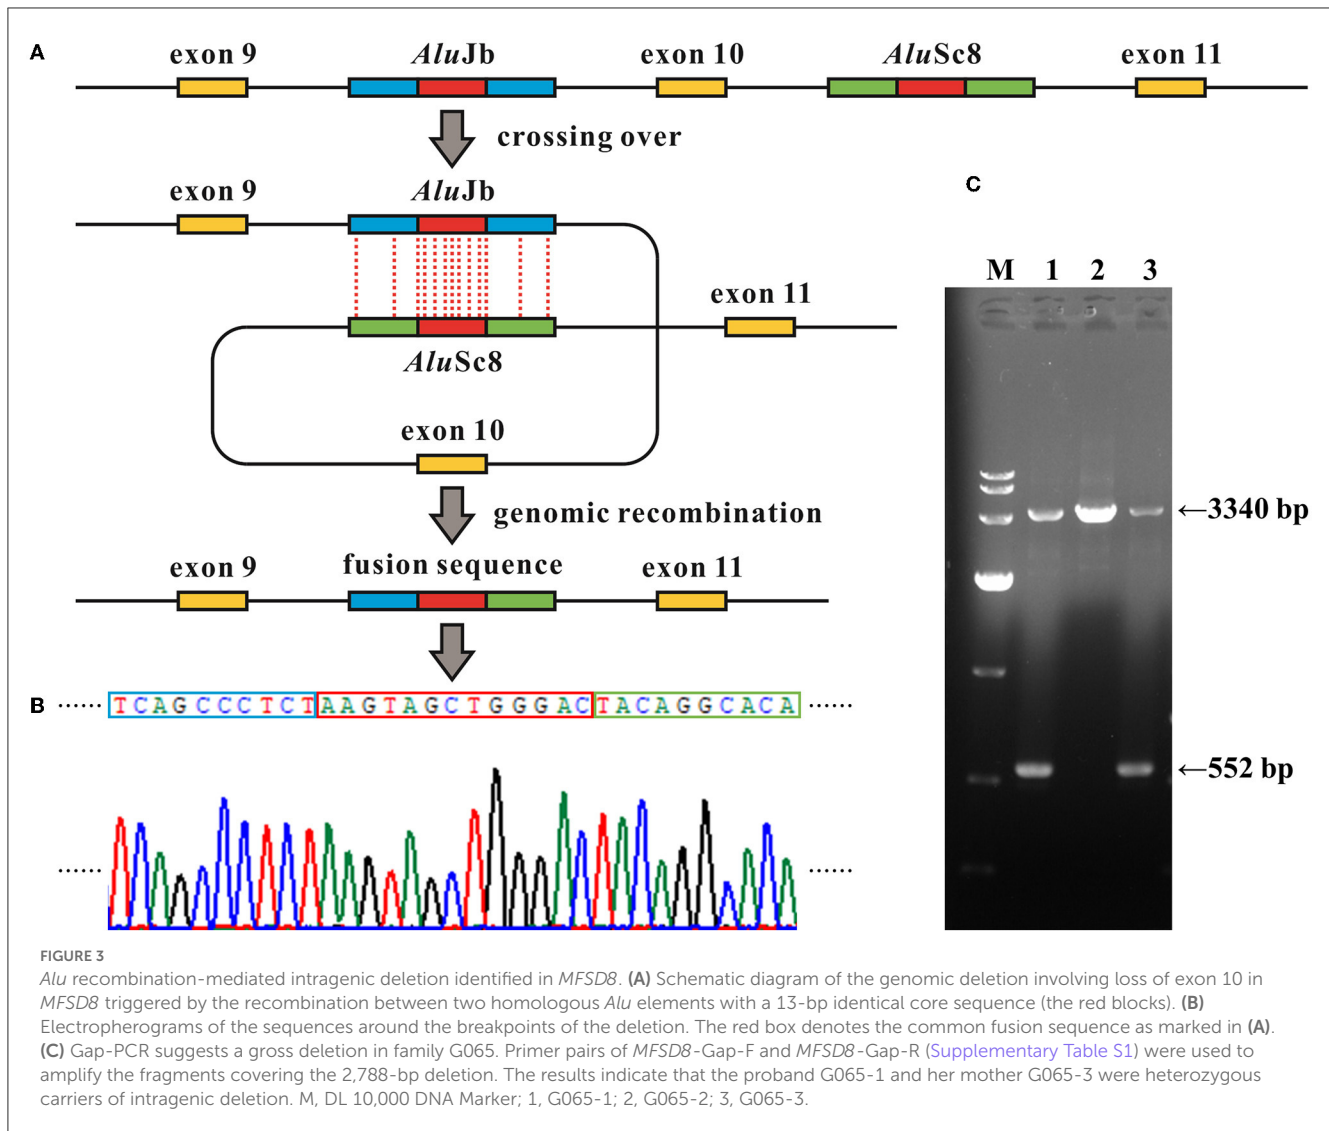 A
exon 9
AluJb
exon 10
AluSc8
exon 11
crossing over
exon 9
AluJb
exon 11
AluSc8
exon 10
genomic recombination
exon 9
fusion sequence
exon 11
B
...... TCAGCCCTCTAAGTAGCTGGGACTACAGGCACA ......
...... ......
C
M 1 2 3
←3340 bp
←552 bp
FIGURE 3
Alu recombination-mediated intragenic deletion identified in MFSD8. (A) Schematic diagram of the genomic deletion involving loss of exon 10 in
MFSD8 triggered by the recombination between two homologous Alu elements with a 13-bp identical core sequence (the red blocks). (B)
Electropherograms of the sequences around the breakpoints of the deletion. The red box denotes the common fusion sequence as marked in (A).
(C) Gap-PCR suggests a gross deletion in family G065. Primer pairs of MFSD8-Gap-F and MFSD8-Gap-R (Supplementary Table S1) were used to
amplify the fragments covering the 2,788-bp deletion. The results indicate that the proband G065-1 and her mother G065-3 were heterozygous
carriers of intragenic deletion. M, DL 10,000 DNA Marker; 1, G065-1; 2, G065-2; 3, G065-3.